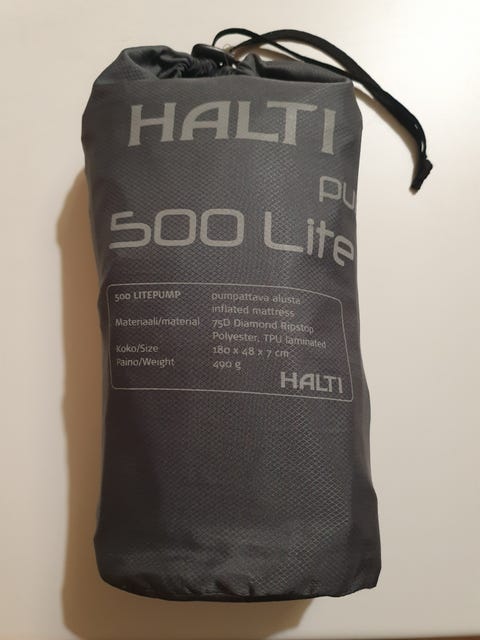 HALTI
pu
500 Lite
500 LITEPUMP pumpattava alusta
inflated mattress
Materiaali/material 75D Diamond Ripstop
Polyester, TPU laminated
Koko/Size 180 x 48 x 7 cm
Paino/Weight 490 g
HALTI